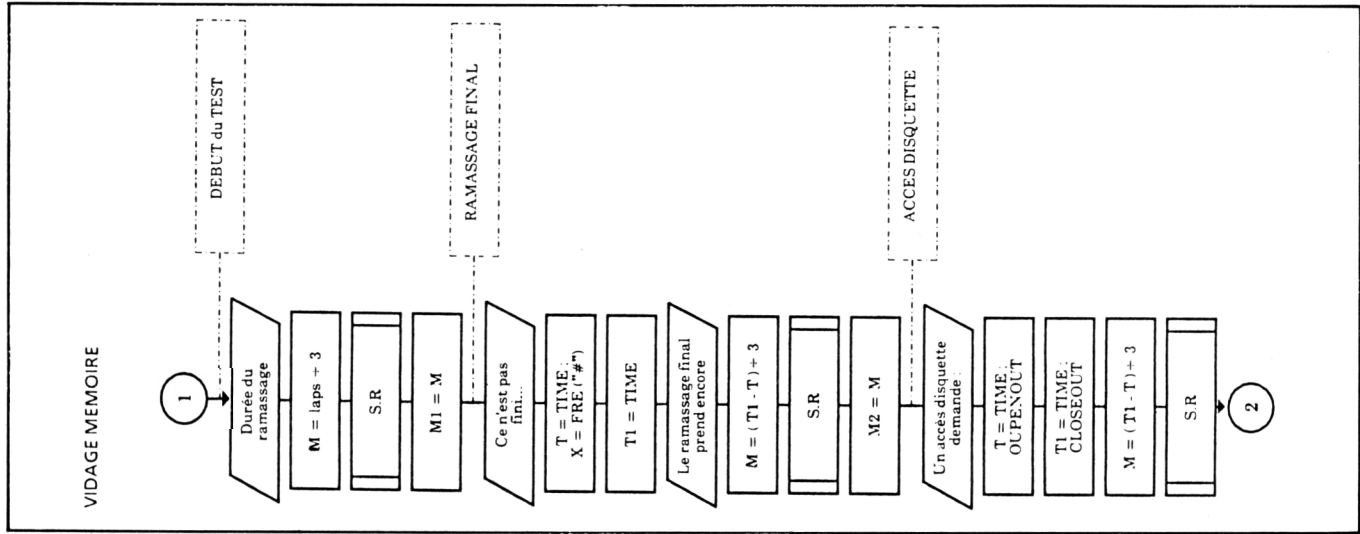 VIDAGE MEMOIRE
1
DEBUT du TEST
Durée du
ramassage
M = laps ÷ 3
S.R
M1 = M
RAMASSAGE FINAL
Ce n'est pas
fini...
T = TIME :
X = FRE ("#")
T1 = TIME
Le ramassage final
prend encore
M = ( T1 - T ) ÷ 3
S.R
M2 = M
ACCES DISQUETTE
Un accès disquette
demande :
T = TIME :
OUPENOUT
T1 = TIME :
CLOSEOUT
M = ( T1 - T ) ÷ 3
S.R
2